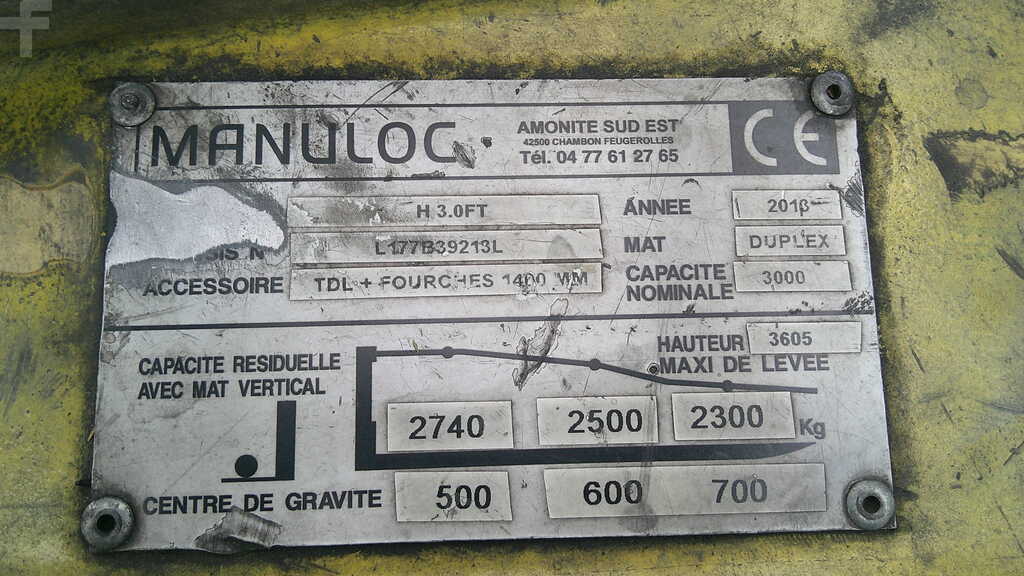 MANULOC
AMONITE SUD EST
42500 CHAMBON FEUGEROLLES
Tél. 04 77 61 27 65
CE
H 3.0FT
ANNEE
L177B39213L
MAT DUPLEX
ACCESSOIRE TDL + FOURCHES 1400 MM
CAPACITE
NOMINALE
3000
HAUTEUR 3605
MAXI DE LEVEE
CAPACITE RESIDUELLE
AVEC MAT VERTICAL
2740 2500 2300 Kg
CENTRE DE GRAVITE 500 600 700